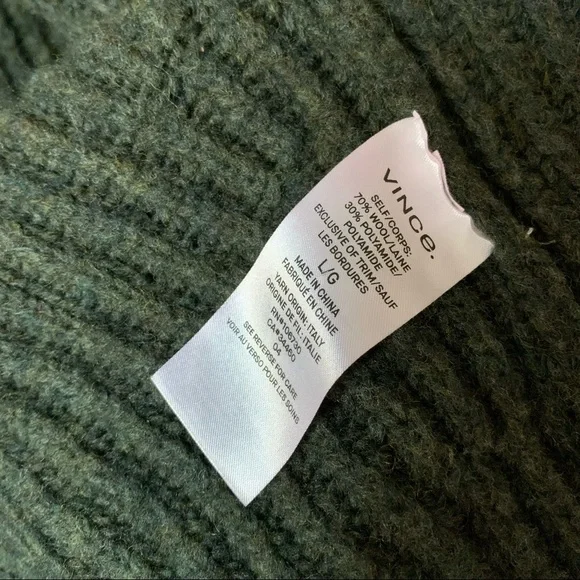 VINCE.
SELF/CORPS:
70% WOOL/LAINE
30% POLYAMIDE/
POLYAMIDE
EXCLUSIVE OF TRIM/SAUF
LES BORDURES
L/G
MADE IN CHINA
FABRIQUÉ EN CHINE
YARN ORIGIN: ITALY
ORIGINE DE FIL: ITALIE
RN#106730
CA#34460
04
SEE REVERSE FOR CARE
VOIR AU VERSO POUR LES SOINS